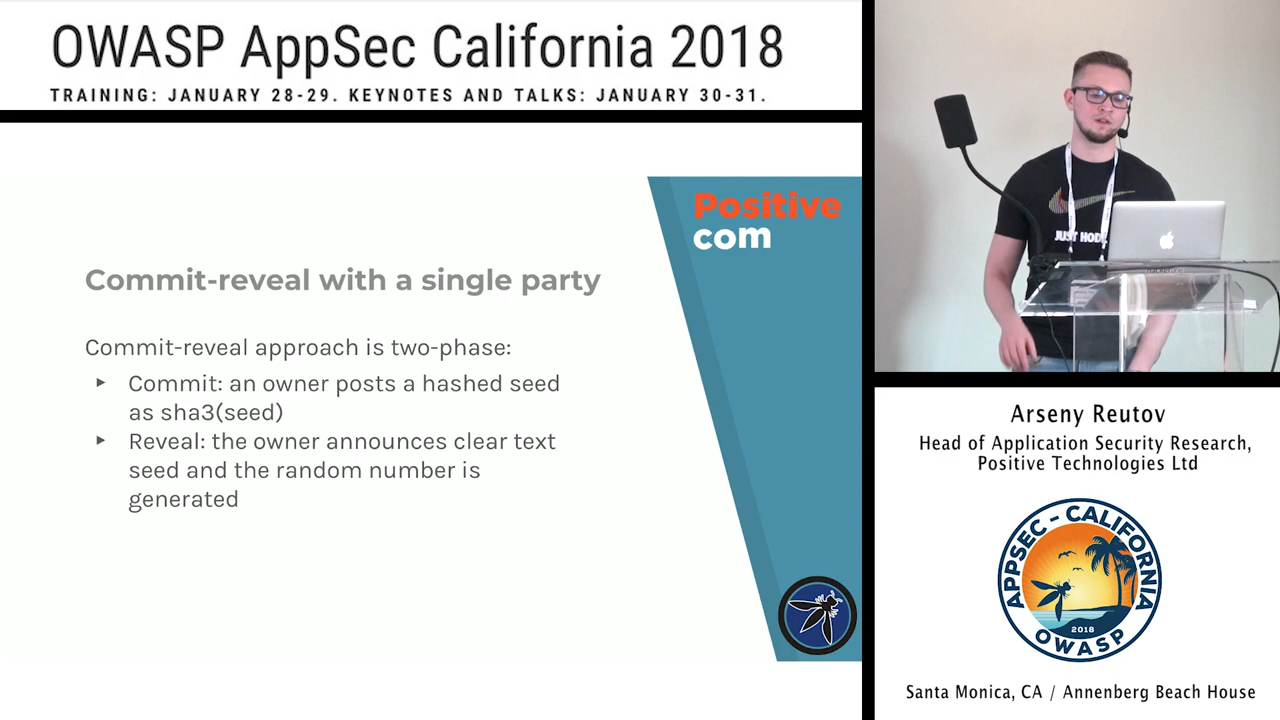 OWASP AppSec California 2018
TRAINING: JANUARY 28-29. KEYNOTES AND TALKS: JANUARY 30-31.
Positive
com
Commit-reveal with a single party
Commit-reveal approach is two-phase:
‣ Commit: an owner posts a hashed seed
as sha3(seed)
‣ Reveal: the owner announces clear text
seed and the random number is
generated
JUST HODL
Arseny Reutov
Head of Application Security Research,
Positive Technologies Ltd
APPSEC - CALIFORNIA
2018
OWASP
Santa Monica, CA / Annenberg Beach House